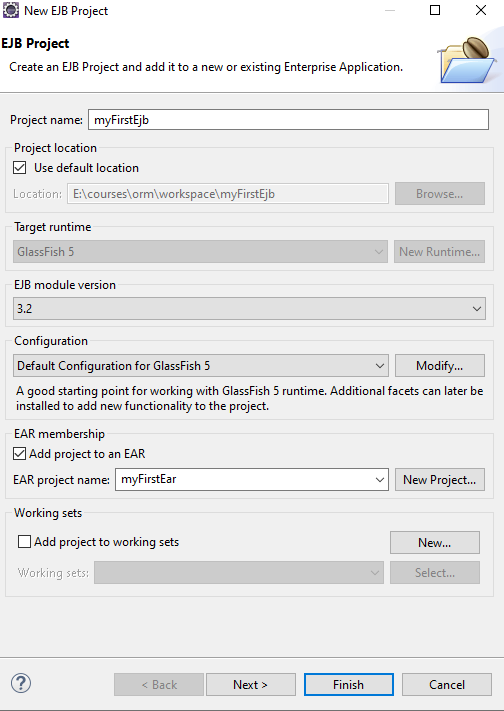 New EJB Project
EJB Project
Create an EJB Project and add it to a new or existing Enterprise Application.
Project name: myFirstEjb
Project location
Use default location
Location: E:\courses\orm\workspace\myFirstEjb Browse...
Target runtime
GlassFish 5 New Runtime...
EJB module version
3.2
Configuration
Default Configuration for GlassFish 5 Modify...
A good starting point for working with GlassFish 5 runtime. Additional facets can later be
installed to add new functionality to the project.
EAR membership
Add project to an EAR
EAR project name: myFirstEar New Project...
Working sets
Add project to working sets New...
Working sets: Select...
? < Back Next > Finish Cancel